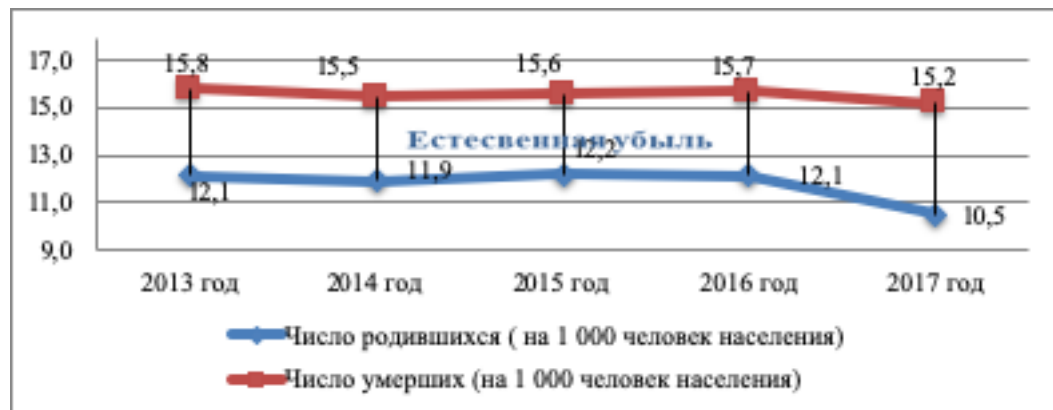 17,0
15,0
13,0
11,0
9,0
15,8
15,5
15,6
15,7
15,2
Естесвенная убыль
12,1
11,9
12,2
12,1
10,5
2013 год
2014 год
2015 год
2016 год
2017 год
Число родившихся ( на 1 000 человек населения)
Число умерших (на 1 000 человек населения)